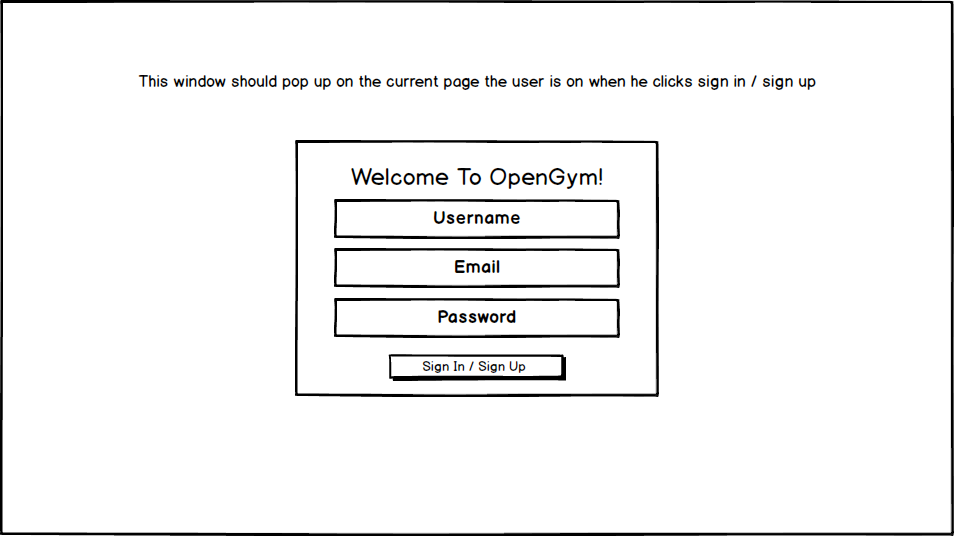 This window should pop up on the current page the user is on when he clicks sign in / sign up
Welcome To OpenGym!
Username
Email
Password
Sign In / Sign Up